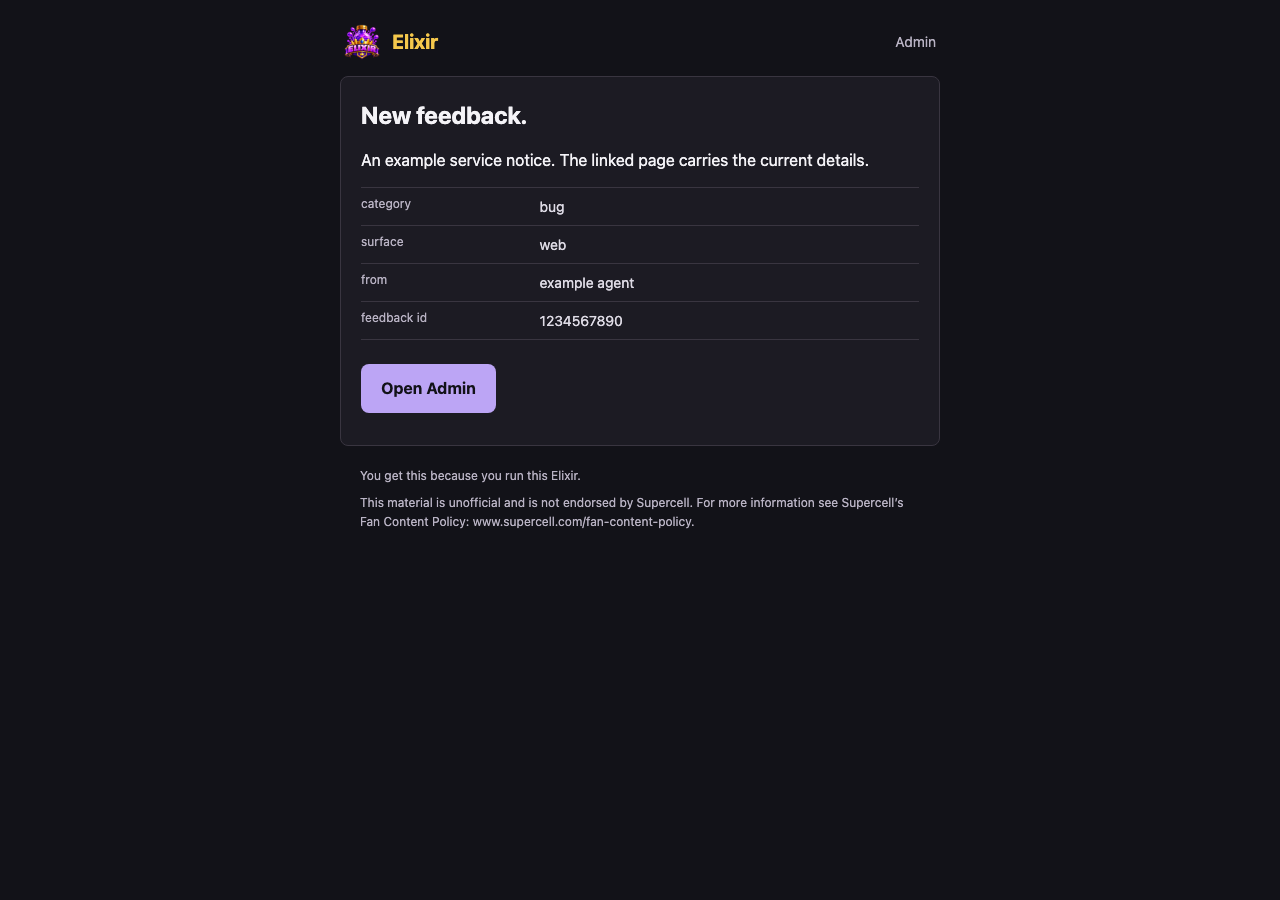 ELIXIR
Elixir
Admin
New feedback.
An example service notice. The linked page carries the current details.
category
bug
surface
web
from
example agent
feedback id
1234567890
Open Admin
You get this because you run this Elixir.
This material is unofficial and is not endorsed by Supercell. For more information see Supercell's
Fan Content Policy: www.supercell.com/fan-content-policy.